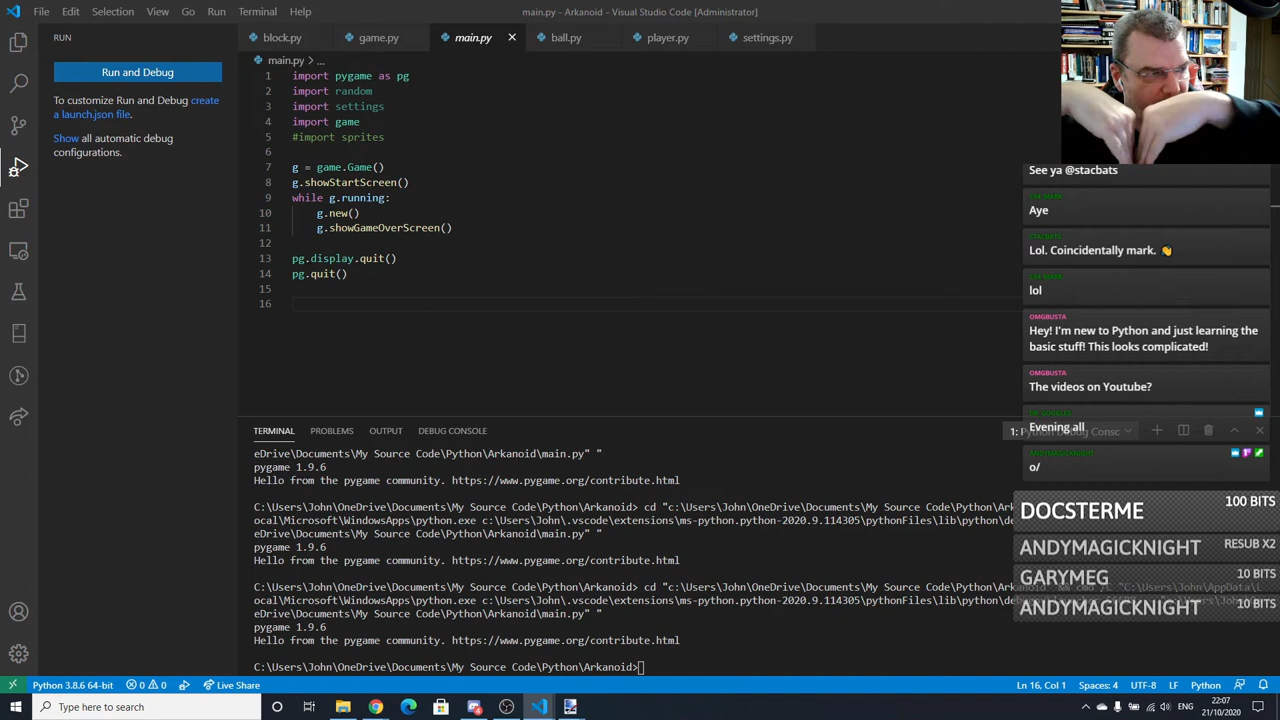 File Edit Selection View Go Run Terminal Help
main.py - Arkanoid - Visual Studio Code [Administrator]
RUN
block.py
game.py
main.py
ball.py
player.py
settings.py
Run and Debug
To customize Run and Debug create
a launch.json file.
Show all automatic debug
configurations.
main.py > ...
1 import pygame as pg
2 import random
3 import settings
4 import game
5 #import sprites
6
7 g = game.Game()
8 g.showStartScreen()
9 while g.running:
10 g.new()
11 g.showGameOverScreen()
12
13 pg.display.quit()
14 pg.quit()
15
16
See ya @stacbats
Aye
STACBATS
Lol. Coincidentally mark. 👋
lol
OMGBUSTA
Hey! I'm new to Python and just learning the
basic stuff! This looks complicated!
OMGBUSTA
The videos on Youtube?
Evening all
ANDYMAGICKNIGHT
o/
DOCSTERME 100 BITS
ANDYMAGICKNIGHT RESUB X2
GARYMEG 10 BITS
ANDYMAGICKNIGHT 10 BITS
TERMINAL PROBLEMS OUTPUT DEBUG CONSOLE
1: Python Debug Consc
eDrive\Documents\My Source Code\Python\Arkanoid\main.py" "
pygame 1.9.6
Hello from the pygame community. https://www.pygame.org/contribute.html
C:\Users\John\OneDrive\Documents\My Source Code\Python\Arkanoid> cd "c:\Users\John\OneDrive\Documents\My Source Code\Python\Ark
ocal\Microsoft\WindowsApps\python.exe c:\Users\John\.vscode\extensions\ms-python.python-2020.9.114305\pythonFiles\lib\python\de
eDrive\Documents\My Source Code\Python\Arkanoid\main.py" "
pygame 1.9.6
Hello from the pygame community. https://www.pygame.org/contribute.html
C:\Users\John\OneDrive\Documents\My Source Code\Python\Arkanoid> cd "c:\Users\John\OneDrive\Documents\My Source Code\Python\Ark
ocal\Microsoft\WindowsApps\python.exe c:\Users\John\.vscode\extensions\ms-python.python-2020.9.114305\pythonFiles\lib\python\de
eDrive\Documents\My Source Code\Python\Arkanoid\main.py" "
pygame 1.9.6
Hello from the pygame community. https://www.pygame.org/contribute.html
C:\Users\John\OneDrive\Documents\My Source Code\Python\Arkanoid>
Python 3.8.6 64-bit 0 0 Live Share
Ln 16, Col 1 Spaces: 4 UTF-8 LF Python
Type here to search
ENG
22:07
21/10/2020